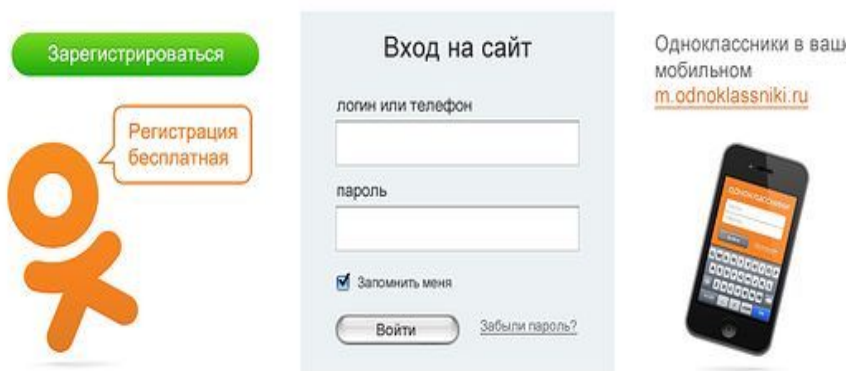 Зарегистрироваться
Регистрация
бесплатная
Вход на сайт
логин или телефон
пароль
Запомнить меня
Войти
Забыли пароль?
Одноклассники в ваш
мобильном
m.odnoklassniki.ru
ОДНОКЛАССНИКИ